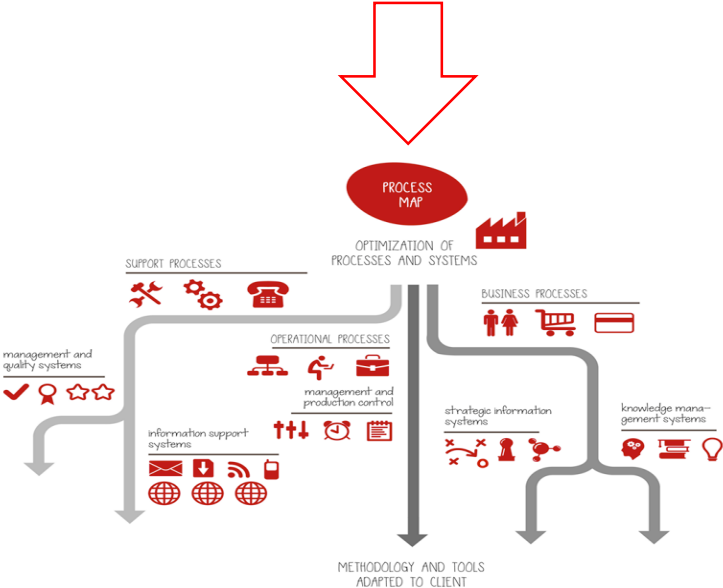 PROCESS
MAP
OPTIMIZATION OF
PROCESSES AND SYSTEMS
SUPPORT PROCESSES
BUSINESS PROCESSES
OPERATIONAL PROCESSES
management and
quality systems
management and
production control
information support
systems
strategic information
systems
knowledge mana-
gement systems
METHODOLOGY AND TOOLS
ADAPTED TO CLIENT